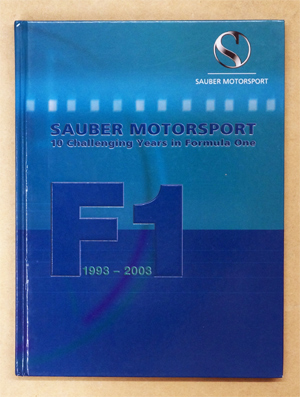 S
SAUBER MOTORSPORT
SAUBER MOTORSPORT
10 Challenging Years in Formula One
F1
1993 – 2003